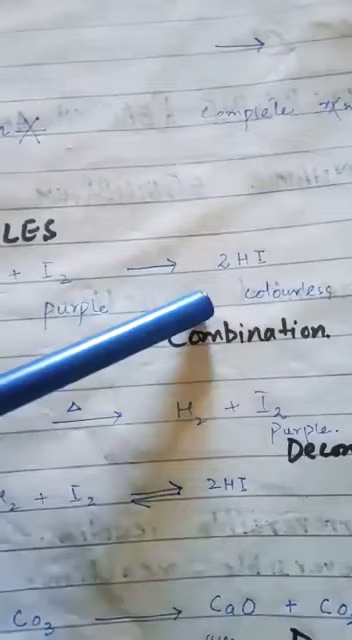 →
complete
LES
+ I₂ → 2HI
purple colourless
Combination.
Δ → H₂ + I₂
purple.
Decom
₂ + I₂ ⇌ 2HI
CO₃ → CaO + CO₂